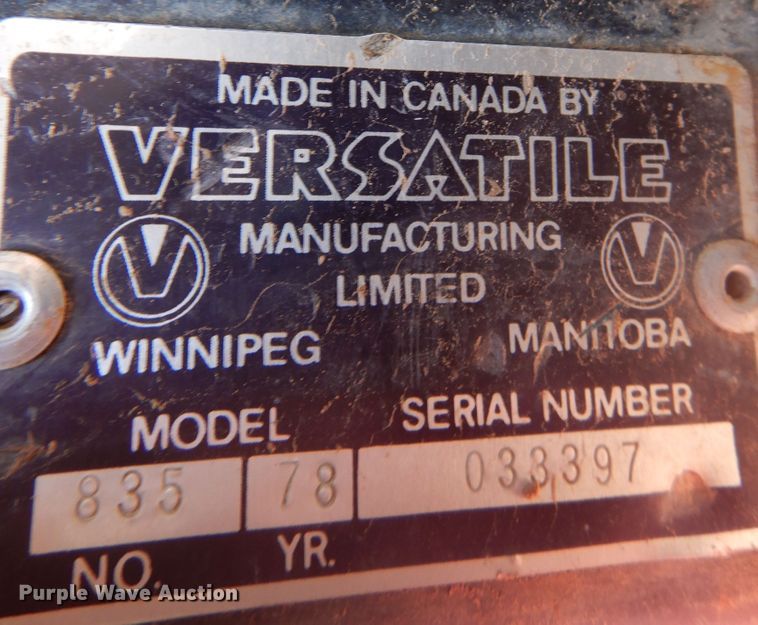 MADE IN CANADA BY
VERSATILE
MANUFACTURING
LIMITED
WINNIPEG MANITOBA
MODEL SERIAL NUMBER
835 78 033397
NO. YR.
Purple Wave Auction